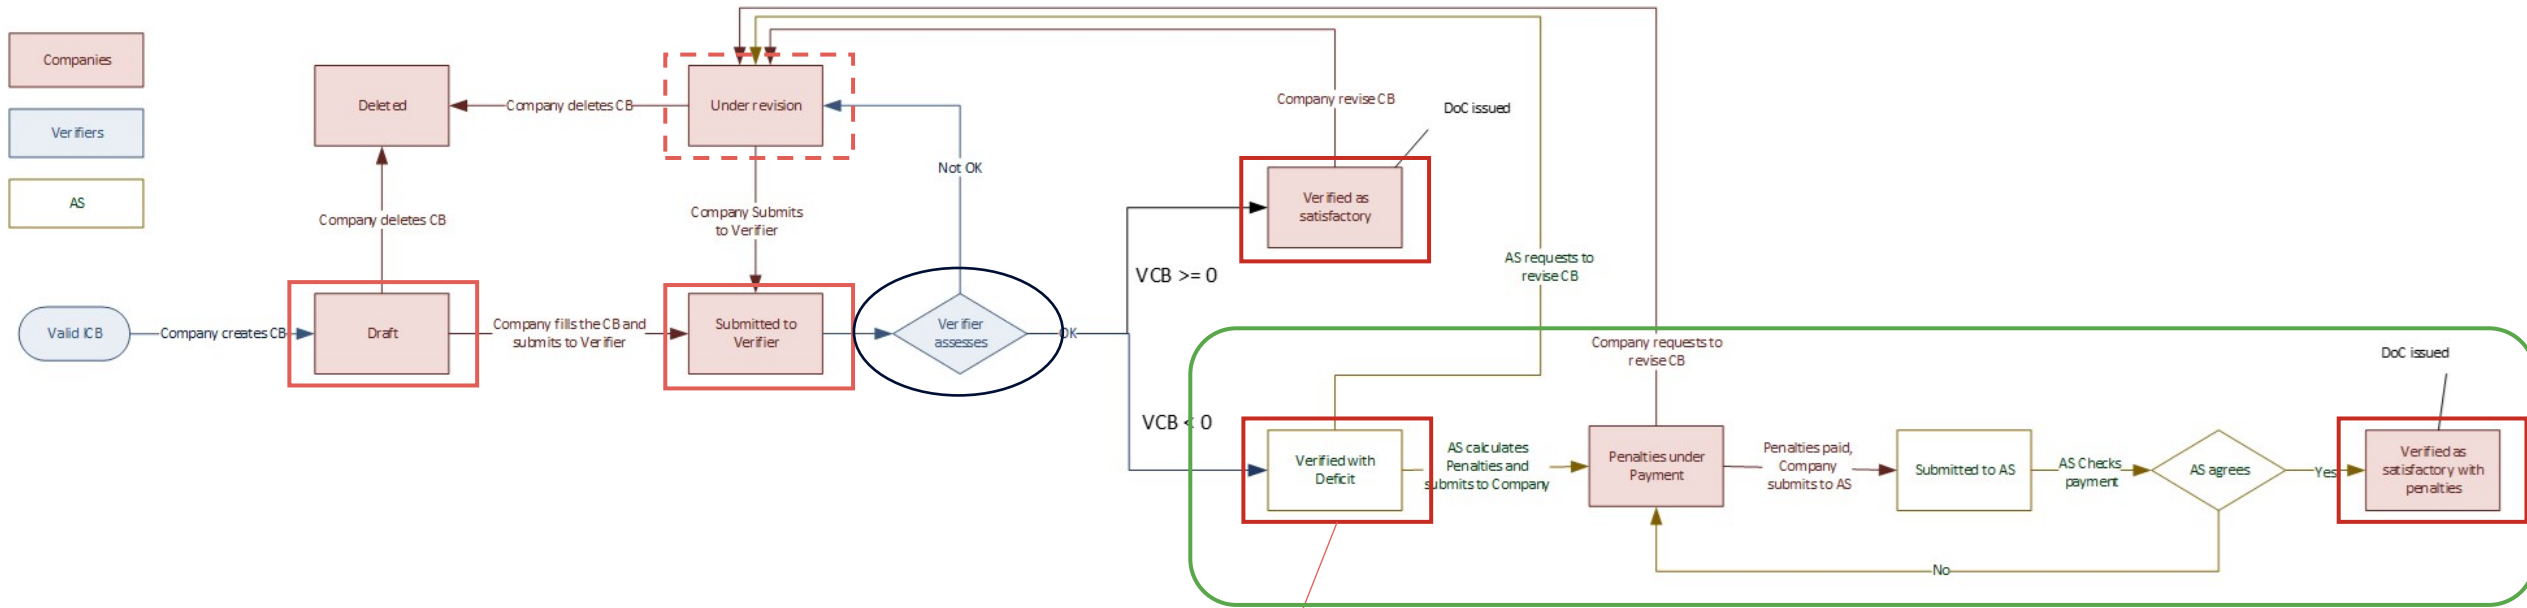 Companies
Verifiers
AS
Deleted
Company deletes CB
Under revision
Company deletes CB
Company Submits
to Verifier
Not OK
Company revise CB
DoC issued
Verified as
satisfactory
AS requests to
revise CB
VCB >= 0
Valid ICB
Company creates CB
Draft
Company fills the CB and
submits to Verifier
Submitted to
Verifier
Verifier
assesses
OK
VCB < 0
Company requests to
revise CB
DoC issued
Verified with
Deficit
AS calculates
Penalties and
submits to Company
Penalties under
Payment
Penalties paid,
Company
submits to AS
Submitted to AS
AS Checks
payment
AS agrees
Yes
Verified as
satisfactory with
penalties
No